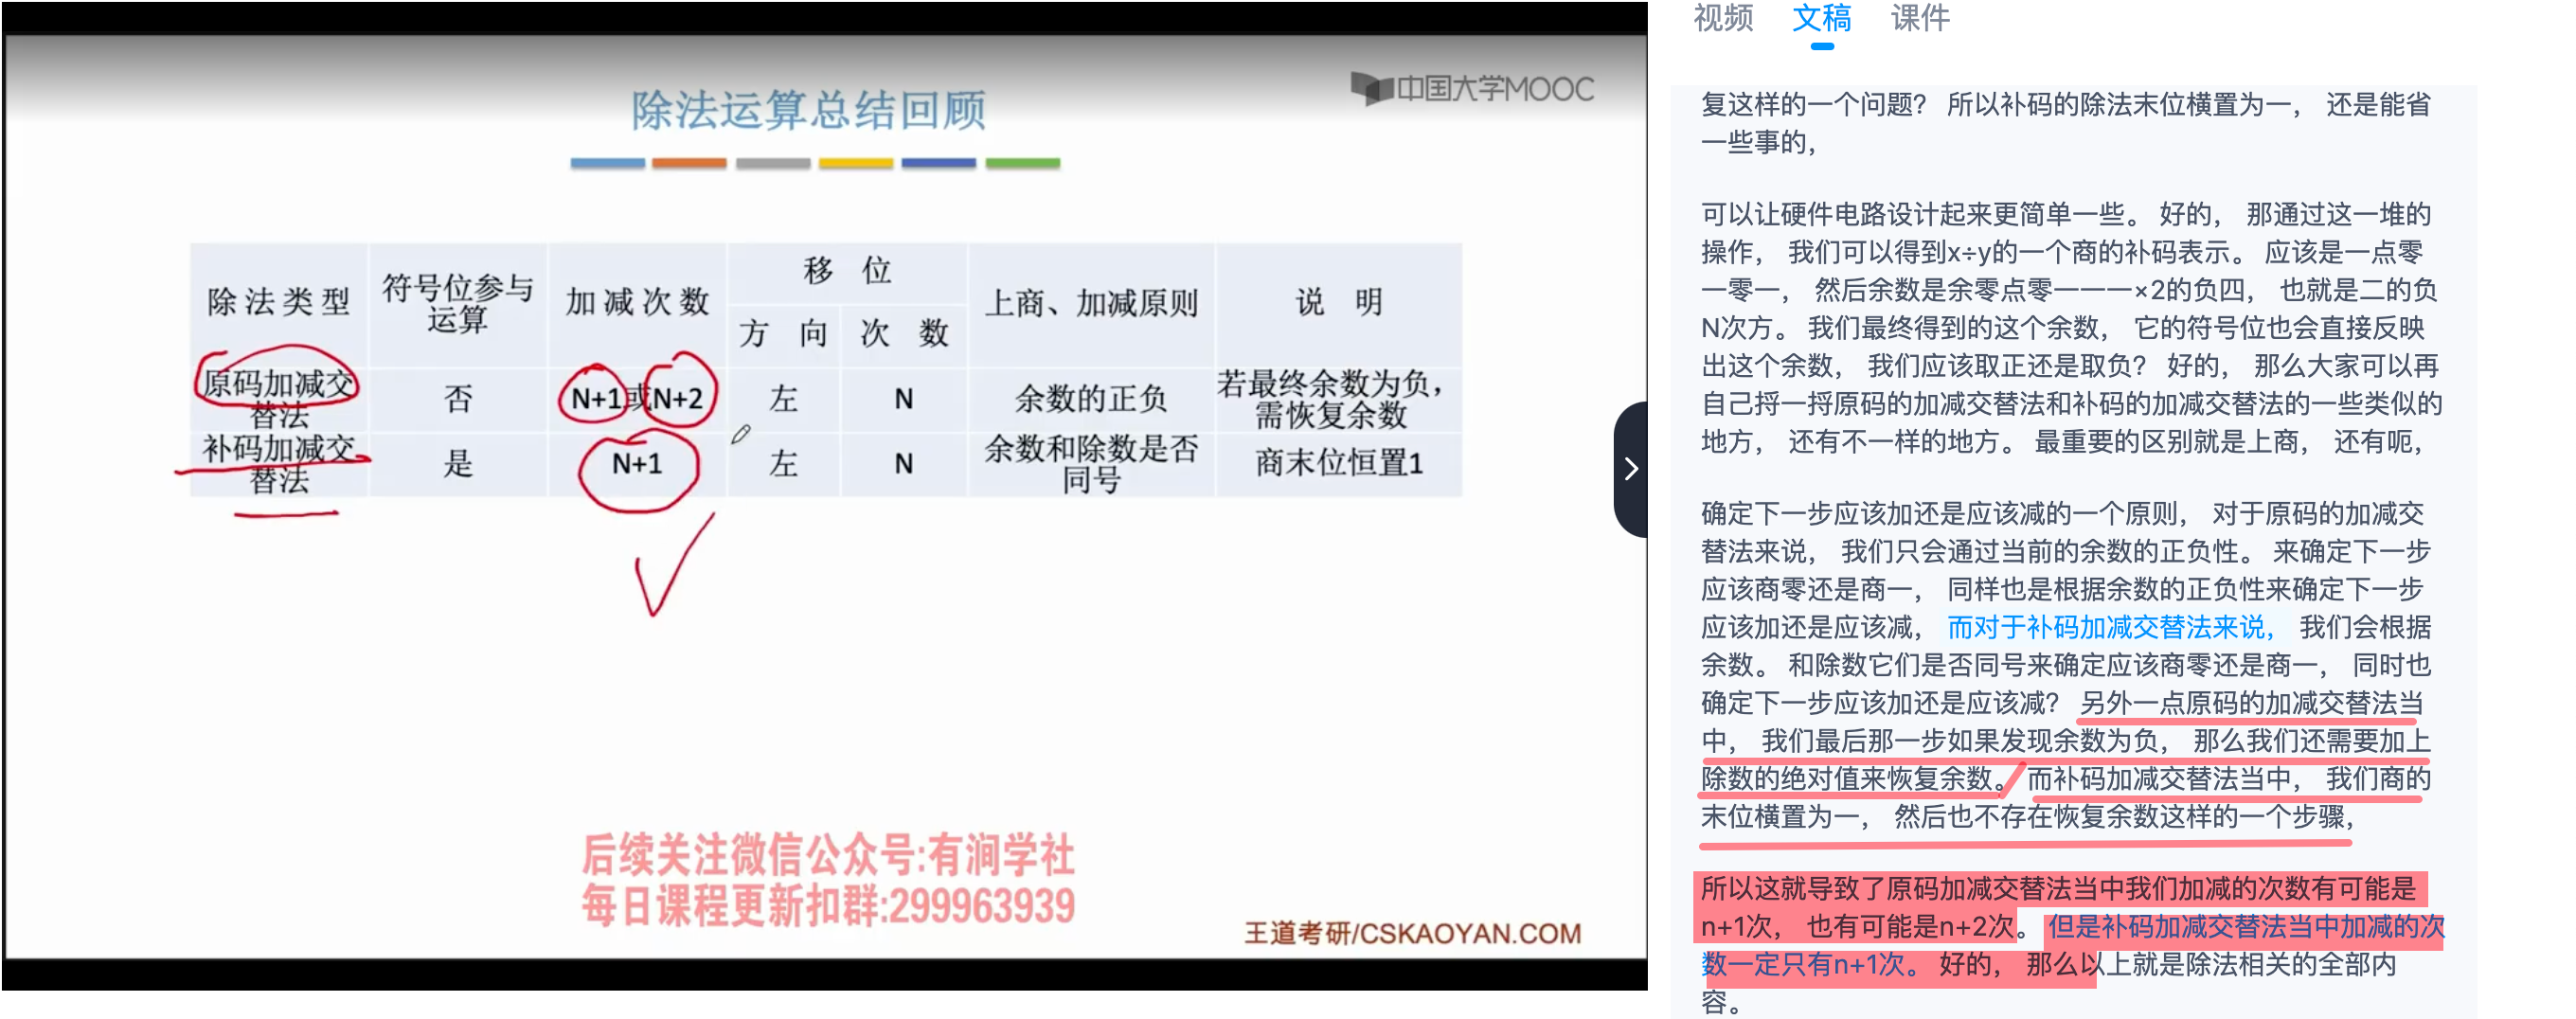 除法运算总结回顾
中国大学MOOC
除法类型
符号位参与
运算
加减次数
移 位
方 向
次 数
上商、加减原则
说 明
原码加减交
替法
否
N+1或N+2
左
N
余数的正负
若最终余数为负，
需恢复余数
补码加减交
替法
是
N+1
左
N
余数和除数是否
同号
商末位恒置1
后续关注微信公众号:有涧学社
每日课程更新扣群:299963939
王道考研/CSKAOYAN.COM
视频 文稿 课件
复这样的一个问题？ 所以补码的除法末位横置为一， 还是能省
一些事的，
可以让硬件电路设计起来更简单一些。 好的， 那通过这一堆的
操作， 我们可以得到x÷y的一个商的补码表示。 应该是一点零
一零一， 然后余数是余零点零一一一×2的负四， 也就是二的负
N次方。 我们最终得到的这个余数， 它的符号位也会直接反映
出这个余数， 我们应该取正还是取负？ 好的， 那么大家可以再
自己捋一捋原码的加减交替法和补码的加减交替法的一些类似的
地方， 还有不一样的地方。 最重要的区别就是上商， 还有呃，
确定下一步应该加还是应该减的一个原则， 对于原码的加减交
替法来说， 我们只会通过当前的余数的正负性。 来确定下一步
应该商零还是商一， 同样也是根据余数的正负性来确定下一步
应该加还是应该减， 而对于补码加减交替法来说， 我们会根据
余数。 和除数它们是否同号来确定应该商零还是商一， 同时也
确定下一步应该加还是应该减？ 另外一点原码的加减交替法当
中， 我们最后那一步如果发现余数为负， 那么我们还需要加上
除数的绝对值来恢复余数。 而补码加减交替法当中， 我们商的
末位横置为一， 然后也不存在恢复余数这样的一个步骤，
所以这就导致了原码加减交替法当中我们加减的次数有可能是
n+1次， 也有可能是n+2次。 但是补码加减交替法当中加减的次
数一定只有n+1次。 好的， 那么以上就是除法相关的全部内
容。